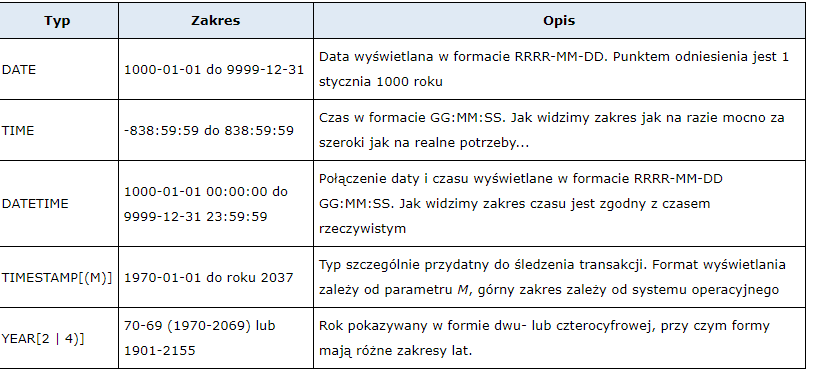 Typ Zakres Opis
DATE 1000-01-01 do 9999-12-31 Data wyświetlana w formacie RRRR-MM-DD. Punktem odniesienia jest 1
stycznia 1000 roku
TIME -838:59:59 do 838:59:59 Czas w formacie GG:MM:SS. Jak widzimy zakres jak na razie mocno za
szeroki jak na realne potrzeby...
DATETIME 1000-01-01 00:00:00 do
9999-12-31 23:59:59 Połączenie daty i czasu wyświetlane w formacie RRRR-MM-DD
GG:MM:SS. Jak widzimy zakres czasu jest zgodny z czasem
rzeczywistym
TIMESTAMP[(M)] 1970-01-01 do roku 2037 Typ szczególnie przydatny do śledzenia transakcji. Format wyświetlania
zależy od parametru M, górny zakres zależy od systemu operacyjnego
YEAR[2 | 4)] 70-69 (1970-2069) lub
1901-2155 Rok pokazywany w formie dwu- lub czterocyfrowej, przy czym formy
mają różne zakresy lat.